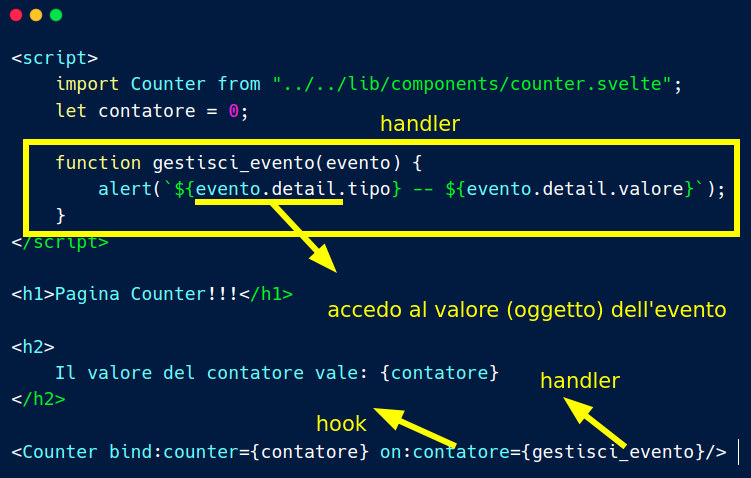 <script>
import Counter from "../../lib/components/counter.svelte";
let contatore = 0;
handler
function gestisci_evento(evento) {
alert(`${evento.detail.tipo} -- ${evento.detail.valore}`);
}
</script>
<h1>Pagina Counter!!!</h1>
accedo al valore (oggetto) dell'evento
<h2>
Il valore del contatore vale: {contatore}
handler
</h2>
hook
<Counter bind:counter={contatore} on:contatore={gestisci_evento}/>